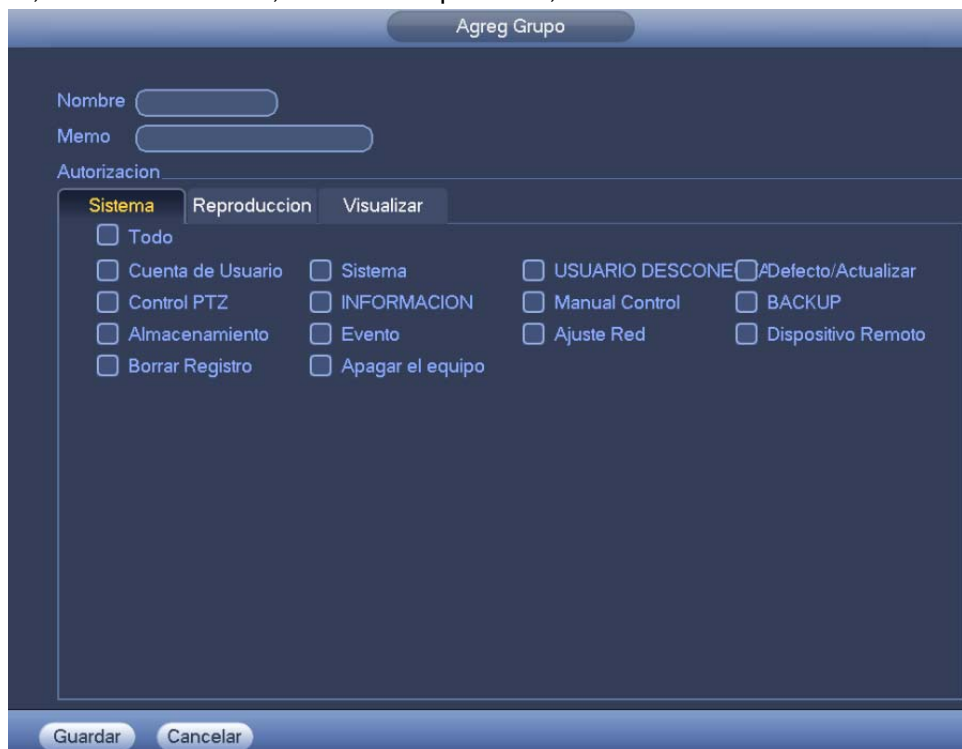 Agreg Grupo
Nombre
Memo
Autorizacion
Sistema Reproduccion Visualizar
Todo
Cuenta de Usuario Sistema USUARIO DESCONE Defecto/Actualizar
Control PTZ INFORMACION Manual Control BACKUP
Almacenamiento Evento Ajuste Red Dispositivo Remoto
Borrar Registro Apagar el equipo
Guardar Cancelar